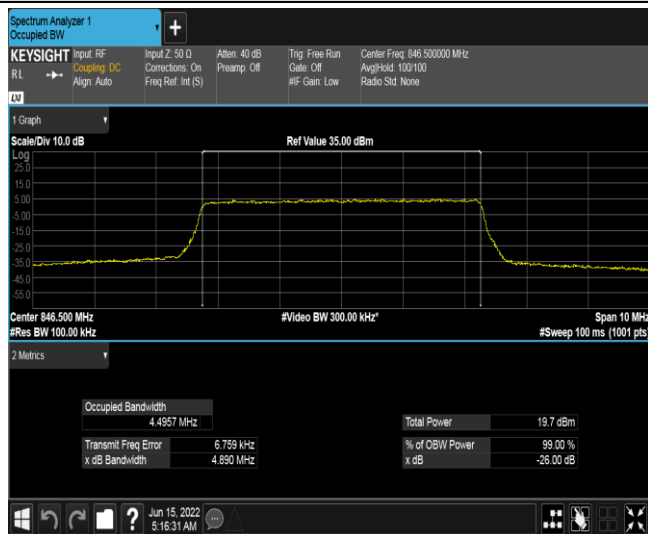 Spectrum Analyzer 1
Occupied BW
+
KEYSIGHT
RL
LXI
Input: RF
Coupling: DC
Align: Auto
Input Z: 50 Ω
Corrections: On
Freq Ref: Int (S)
Atten: 40 dB
Preamp: Off
Trig: Free Run
Gate: Off
#IF Gain: Low
Center Freq: 846.500000 MHz
Avg|Hold: 100/100
Radio Std: None
1 Graph
Scale/Div 10.0 dB
Ref Value 35.00 dBm
Log
25.0
15.0
5.00
-5.00
-15.0
-25.0
-35.0
-45.0
-55.0
Center 846.500 MHz
#Video BW 300.00 kHz*
Span 10 MHz
#Res BW 100.00 kHz
#Sweep 100 ms (1001 pts)
2 Metrics
Occupied Bandwidth
4.4957 MHz
Total Power 19.7 dBm
Transmit Freq Error 6.759 kHz
% of OBW Power 99.00 %
x dB Bandwidth 4.890 MHz
x dB -26.00 dB
?
Jun 15, 2022
5:16:31 AM